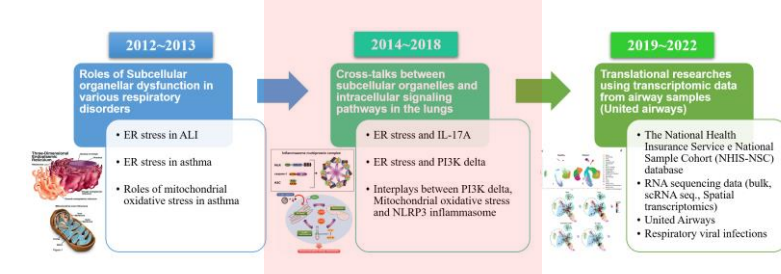 2012~2013
Roles of Subcellular
organellar dysfunction in
various respiratory
disorders
• ER stress in ALI
• ER stress in asthma
• Roles of mitochondrial
oxidative stress in asthma
2014~2018
Cross-talks between
subcellular organelles and
intracellular signaling
pathways in the lungs
• ER stress and IL-17A
• ER stress and PI3K delta
• Interplays between PI3K delta,
Mitochondrial oxidative stress
and NLRP3 inflammasome
2019~2022
Translational researches
using transcriptomic data
from airway samples
(United airways)
• The National Health
Insurance Service e National
Sample Cohort (NHIS-NSC)
database
• RNA sequencing data (bulk,
scRNA seq., Spatial
transcriptomics)
• United Airways
• Respiratory viral infections